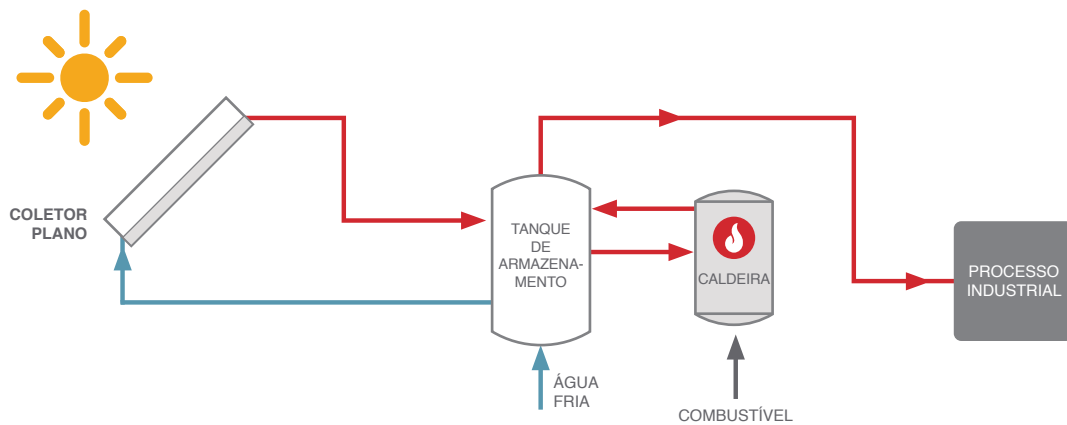 COLETOR
PLANO
TANQUE
DE
ARMAZENA-
MENTO
CALDEIRA
PROCESSO
INDUSTRIAL
ÁGUA
FRIA
COMBUSTÍVEL